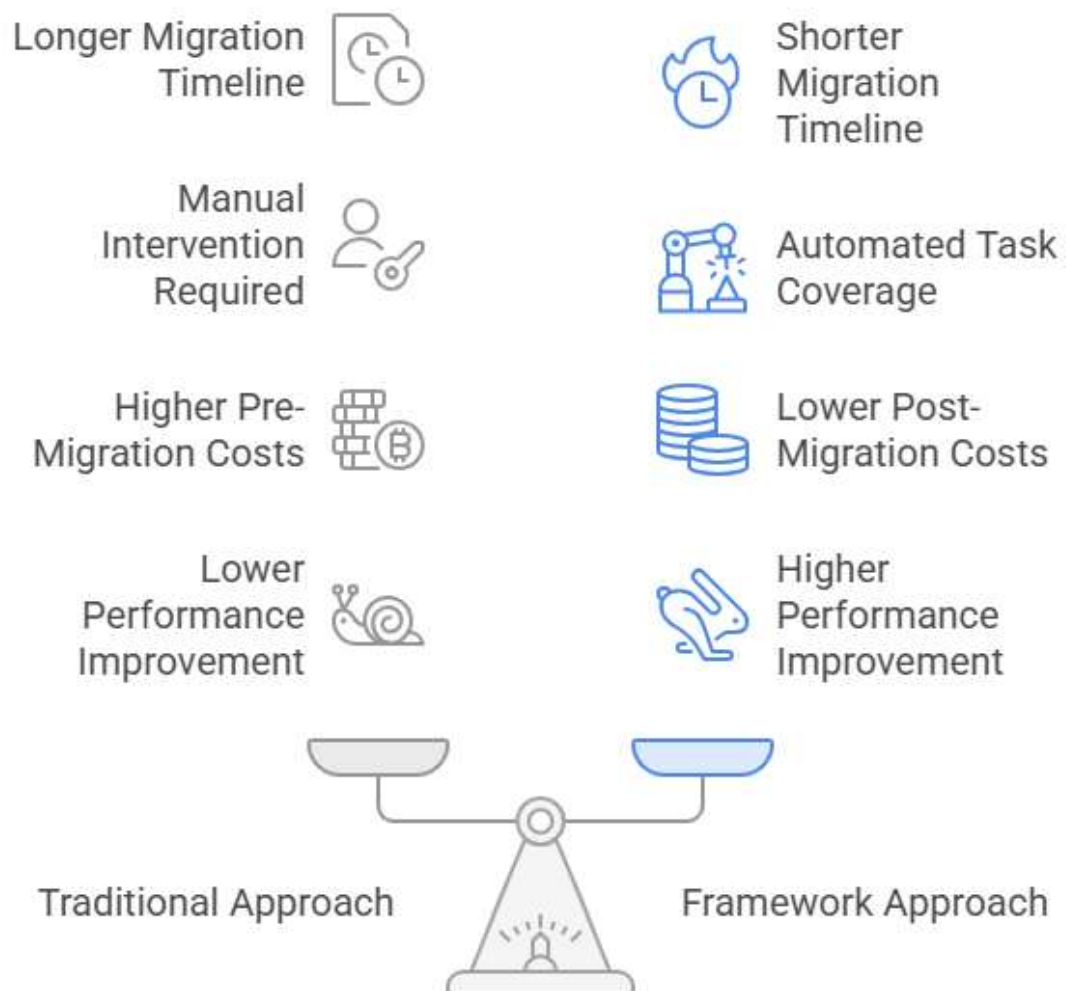 Longer Migration
Timeline
Shorter
Migration
Timeline
Manual
Intervention
Required
Automated Task
Coverage
Higher Pre-
Migration Costs
Lower Post-
Migration Costs
Lower
Performance
Improvement
Higher
Performance
Improvement
Traditional Approach
Framework Approach